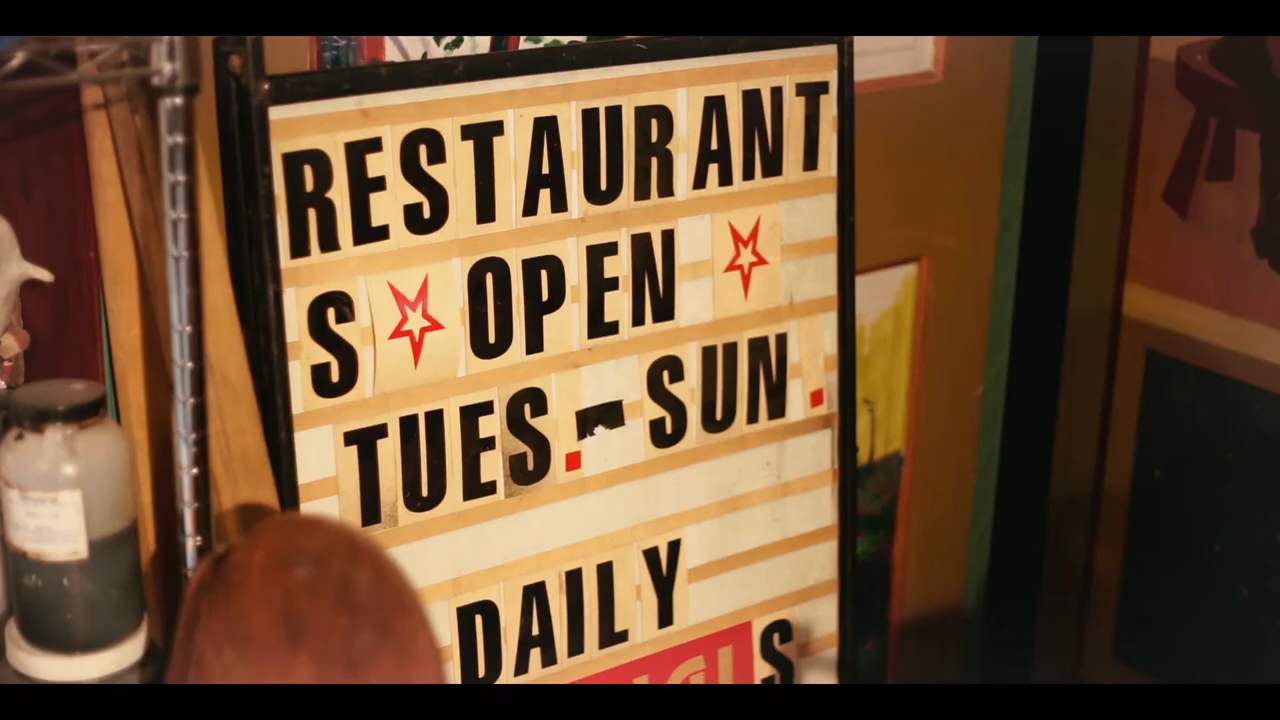 RESTAURANT
S OPEN
TUES.-SUN.
DAILY
S